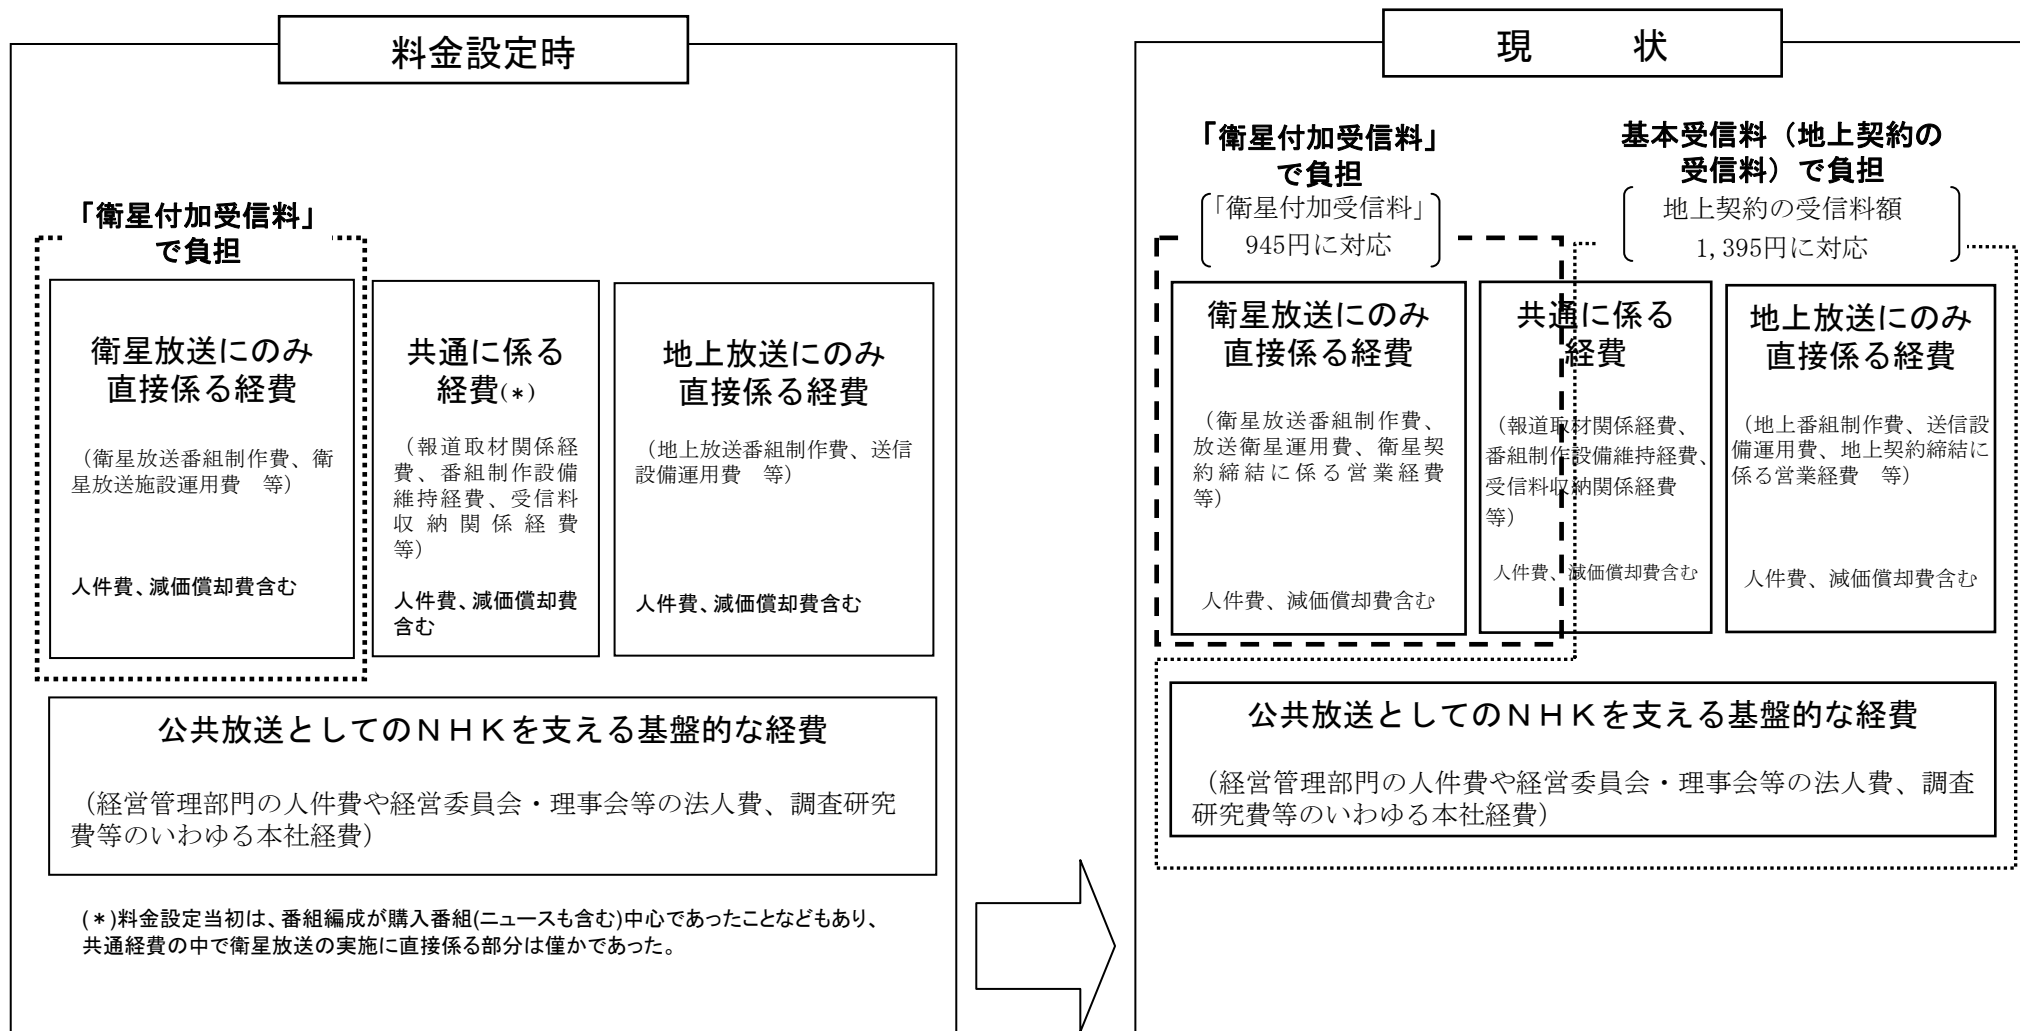 料金設定時
「衛星付加受信料」
で負担
衛星放送にのみ
直接係る経費
（衛星放送番組制作費、衛
星放送施設運用費　等）
人件費、減価償却費含む
共通に係る
経費(＊)
（報道取材関係経
費、番組制作設備
維持経費、受信料
収納関係経費
等）
人件費、減価償却費
含む
地上放送にのみ
直接係る経費
（地上放送番組制作費、送信
設備運用費　等）
人件費、減価償却費含む
公共放送としてのＮＨＫを支える基盤的な経費
（経営管理部門の人件費や経営委員会・理事会等の法人費、調査研究
費等のいわゆる本社経費）
(＊)料金設定当初は、番組編成が購入番組(ニュースも含む)中心であったことなどもあり、
共通経費の中で衛星放送の実施に直接係る部分は僅かであった。
現　　状
「衛星付加受信料」
で負担
「衛星付加受信料」
945円に対応
基本受信料（地上契約の
受信料）で負担
地上契約の受信料額
1,395円に対応
衛星放送にのみ
直接係る経費
（衛星放送番組制作費、
放送衛星運用費、衛星契
約締結に係る営業経費
等）
人件費、減価償却費含む
共通に係る
経費
（報道取材関係経費、
番組制作設備維持経費、
受信料収納関係経費
等）
人件費、減価償却費含む
地上放送にのみ
直接係る経費
（地上番組制作費、送信設
備運用費、地上契約締結に
係る営業経費　等）
人件費、減価償却費含む
公共放送としてのＮＨＫを支える基盤的な経費
（経営管理部門の人件費や経営委員会・理事会等の法人費、調査
研究費等のいわゆる本社経費）